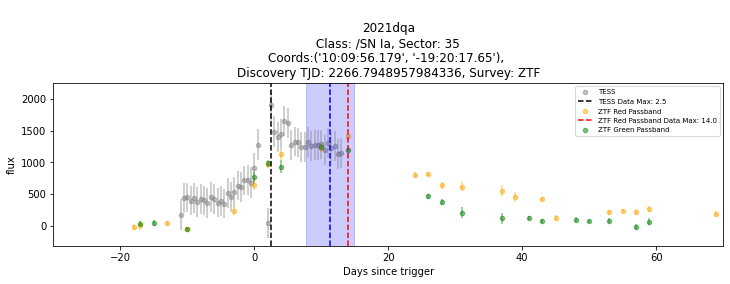 2021dqa
Class: /SN Ia, Sector: 35
Coords:('10:09:56.179', '-19:20:17.65'),
Discovery TJD: 2266.7948957984336, Survey: ZTF
TESS
TESS Data Max: 2.5
ZTF Red Passband
ZTF Red Passband Data Max: 14.0
ZTF Green Passband
flux
2000
1500
1000
500
0
−20
0
20
40
60
Days since trigger